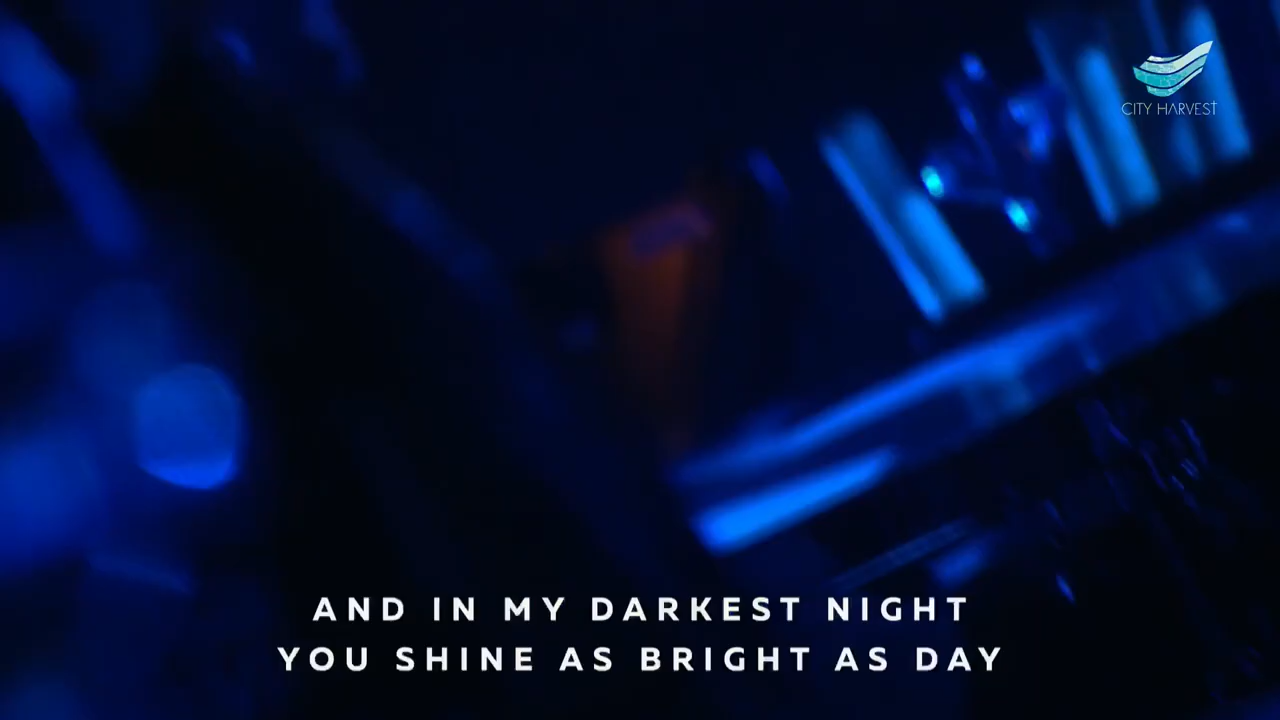 CITY HARVEST
AND IN MY DARKEST NIGHT
YOU SHINE AS BRIGHT AS DAY